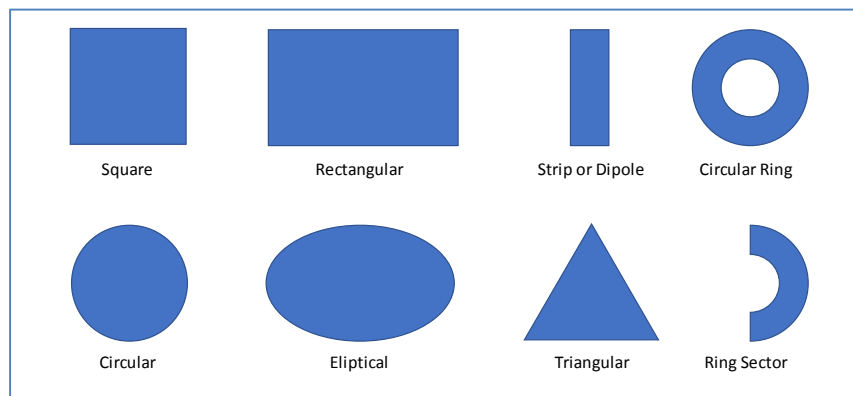 Square
Rectangular
Strip or Dipole
Circular Ring
Circular
Eliptical
Triangular
Ring Sector